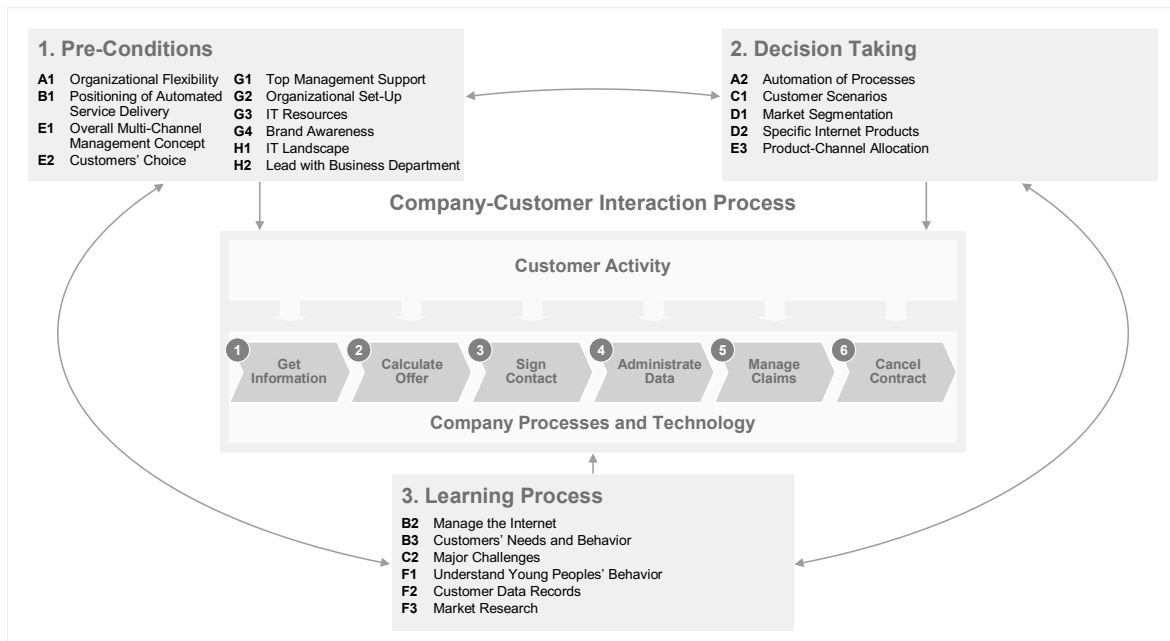 1. Pre-Conditions
A1 Organizational Flexibility
B1 Positioning of Automated
Service Delivery
E1 Overall Multi-Channel
Management Concept
E2 Customers' Choice
G1 Top Management Support
G2 Organizational Set-Up
G3 IT Resources
G4 Brand Awareness
H1 IT Landscape
H2 Lead with Business Department
2. Decision Taking
A2 Automation of Processes
C1 Customer Scenarios
D1 Market Segmentation
D2 Specific Internet Products
E3 Product-Channel Allocation
Company-Customer Interaction Process
Customer Activity
1
Get
Information
2
Calculate
Offer
3
Sign
Contact
4
Administrate
Data
5
Manage
Claims
6
Cancel
Contract
Company Processes and Technology
3. Learning Process
B2 Manage the Internet
B3 Customers' Needs and Behavior
C2 Major Challenges
F1 Understand Young Peoples' Behavior
F2 Customer Data Records
F3 Market Research